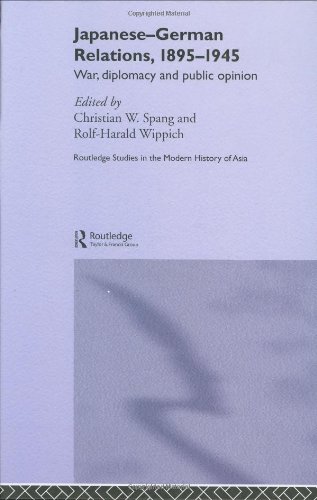 Japanese–German
Relations, 1895–1945
War, diplomacy and public opinion
Edited by
Christian W. Spang and
Rolf-Harald Wippich
Routledge Studies in the Modern History of Asia
Routledge
Taylor & Francis Group